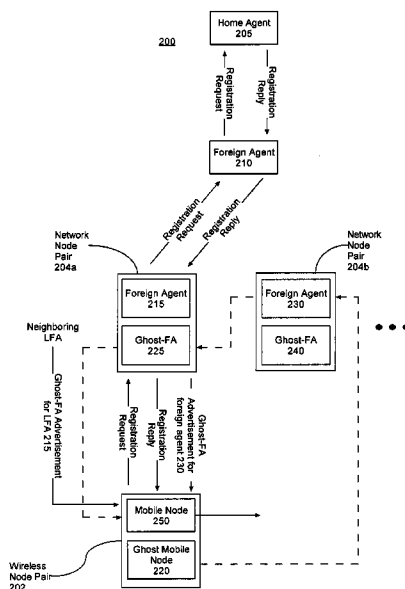 200
Home Agent
205
Registration
Request
Registration
Reply
Foreign Agent
210
Registration
Request
Registration
Reply
Network
Node
Pair
204a
Network
Node
Pair
204b
Foreign Agent
215
Ghost-FA
225
Foreign Agent
230
Ghost-FA
240
Neighboring
LFA
Ghost-FA Advertisement
for LFA 215
Registration
Request
Registration
Reply
Ghost-FA
Advertisement for
foreign agent 230
Mobile Node
250
Ghost Mobile
Node
220
Wireless
Node Pair
202